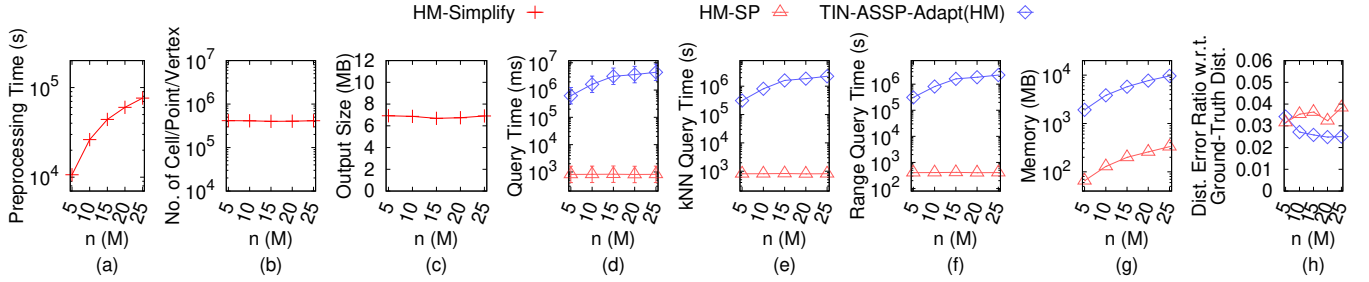 HM-Simplify HM-SP TIN-ASSP-Adapt(HM)
Preprocessing Time (s)
10^5
10^4
5 10 15 20 25
n (M)
(a)
No. of Cell/Point/Vertex
10^7
10^6
10^5
10^4
5 10 15 20 25
n (M)
(b)
Output Size (MB)
12
10
8
6
4
2
0
5 10 15 20 25
n (M)
(c)
Query Time (ms)
10^7
10^6
10^5
10^4
10^3
5 10 15 20 25
n (M)
(d)
kNN Query Time (s)
10^6
10^5
10^4
10^3
10^2
5 10 15 20 25
n (M)
(e)
Range Query Time (s)
10^6
10^5
10^4
10^3
10^2
5 10 15 20 25
n (M)
(f)
Memory (MB)
10^4
10^3
10^2
5 10 15 20 25
n (M)
(g)
Dist. Error Ratio w.r.t.
Ground-Truth Dist.
0.06
0.05
0.04
0.03
0.02
0.01
0
5 10 15 20 25
n (M)
(h)